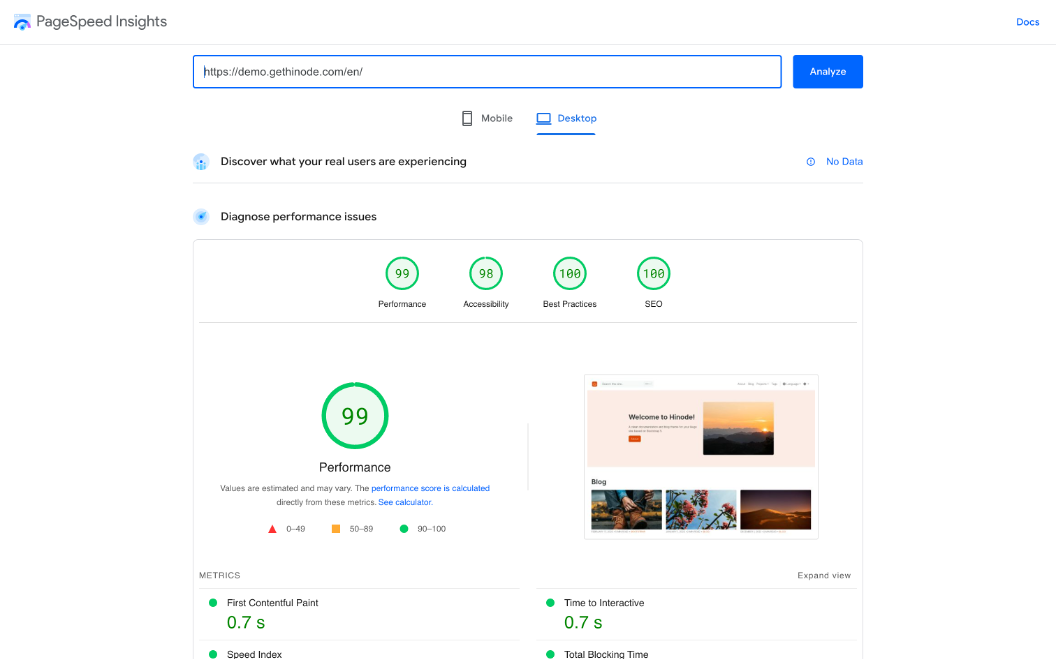 PageSpeed Insights
Docs
https://demo.gethinode.com/en/
Analyze
Mobile
Desktop
Discover what your real users are experiencing
No Data
Diagnose performance issues
99
98
100
100
Performance
Accessibility
Best Practices
SEO
99
Performance
Values are estimated and may vary. The performance score is calculated
directly from these metrics. See calculator.
0–49
50–89
90–100
Welcome to Hinode!
Blog
METRICS
Expand view
First Contentful Paint
0.7 s
Time to Interactive
0.7 s
Speed Index
Total Blocking Time